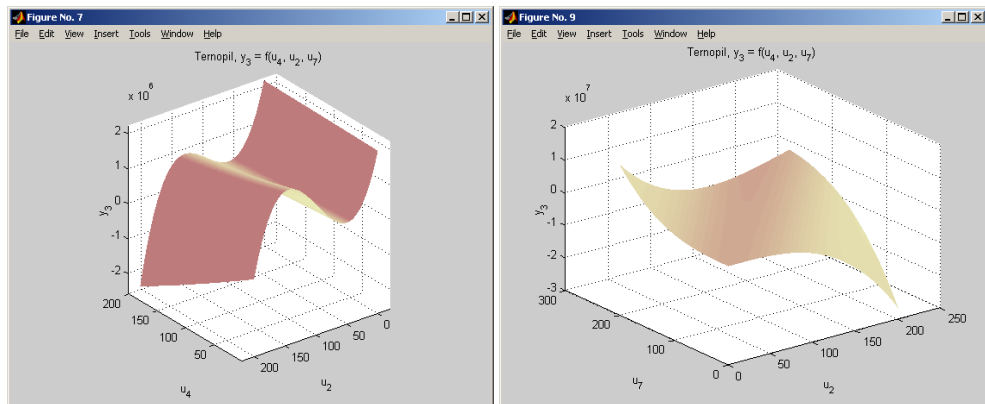 Figure No. 7
File Edit View Insert Tools Window Help
Ternopil, y3 = f(u4, u2, u7)
x 10^6
2
1
0
-1
-2
y3
200
150
100
50
u4
200
150
100
50
0
u2
Figure No. 9
File Edit View Insert Tools Window Help
Ternopil, y3 = f(u4, u2, u7)
x 10^7
2
1
0
-1
-2
-3
y3
300
200
100
0
u7
0
50
100
150
200
250
u2